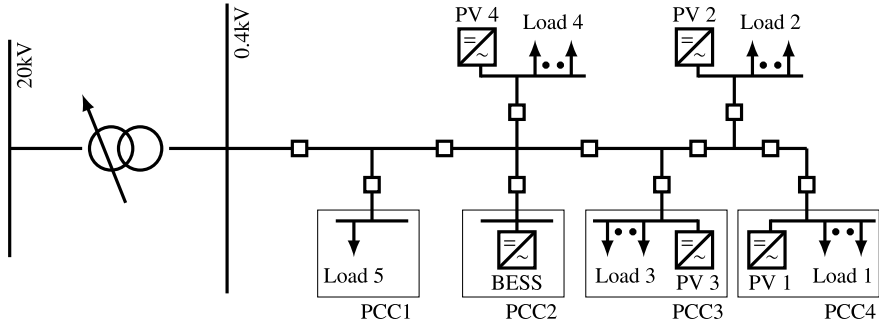 20kV
0.4kV
PV 4
Load 4
PV 2
Load 2
Load 5
BESS
Load 3
PV 3
PV 1
Load 1
PCC1
PCC2
PCC3
PCC4